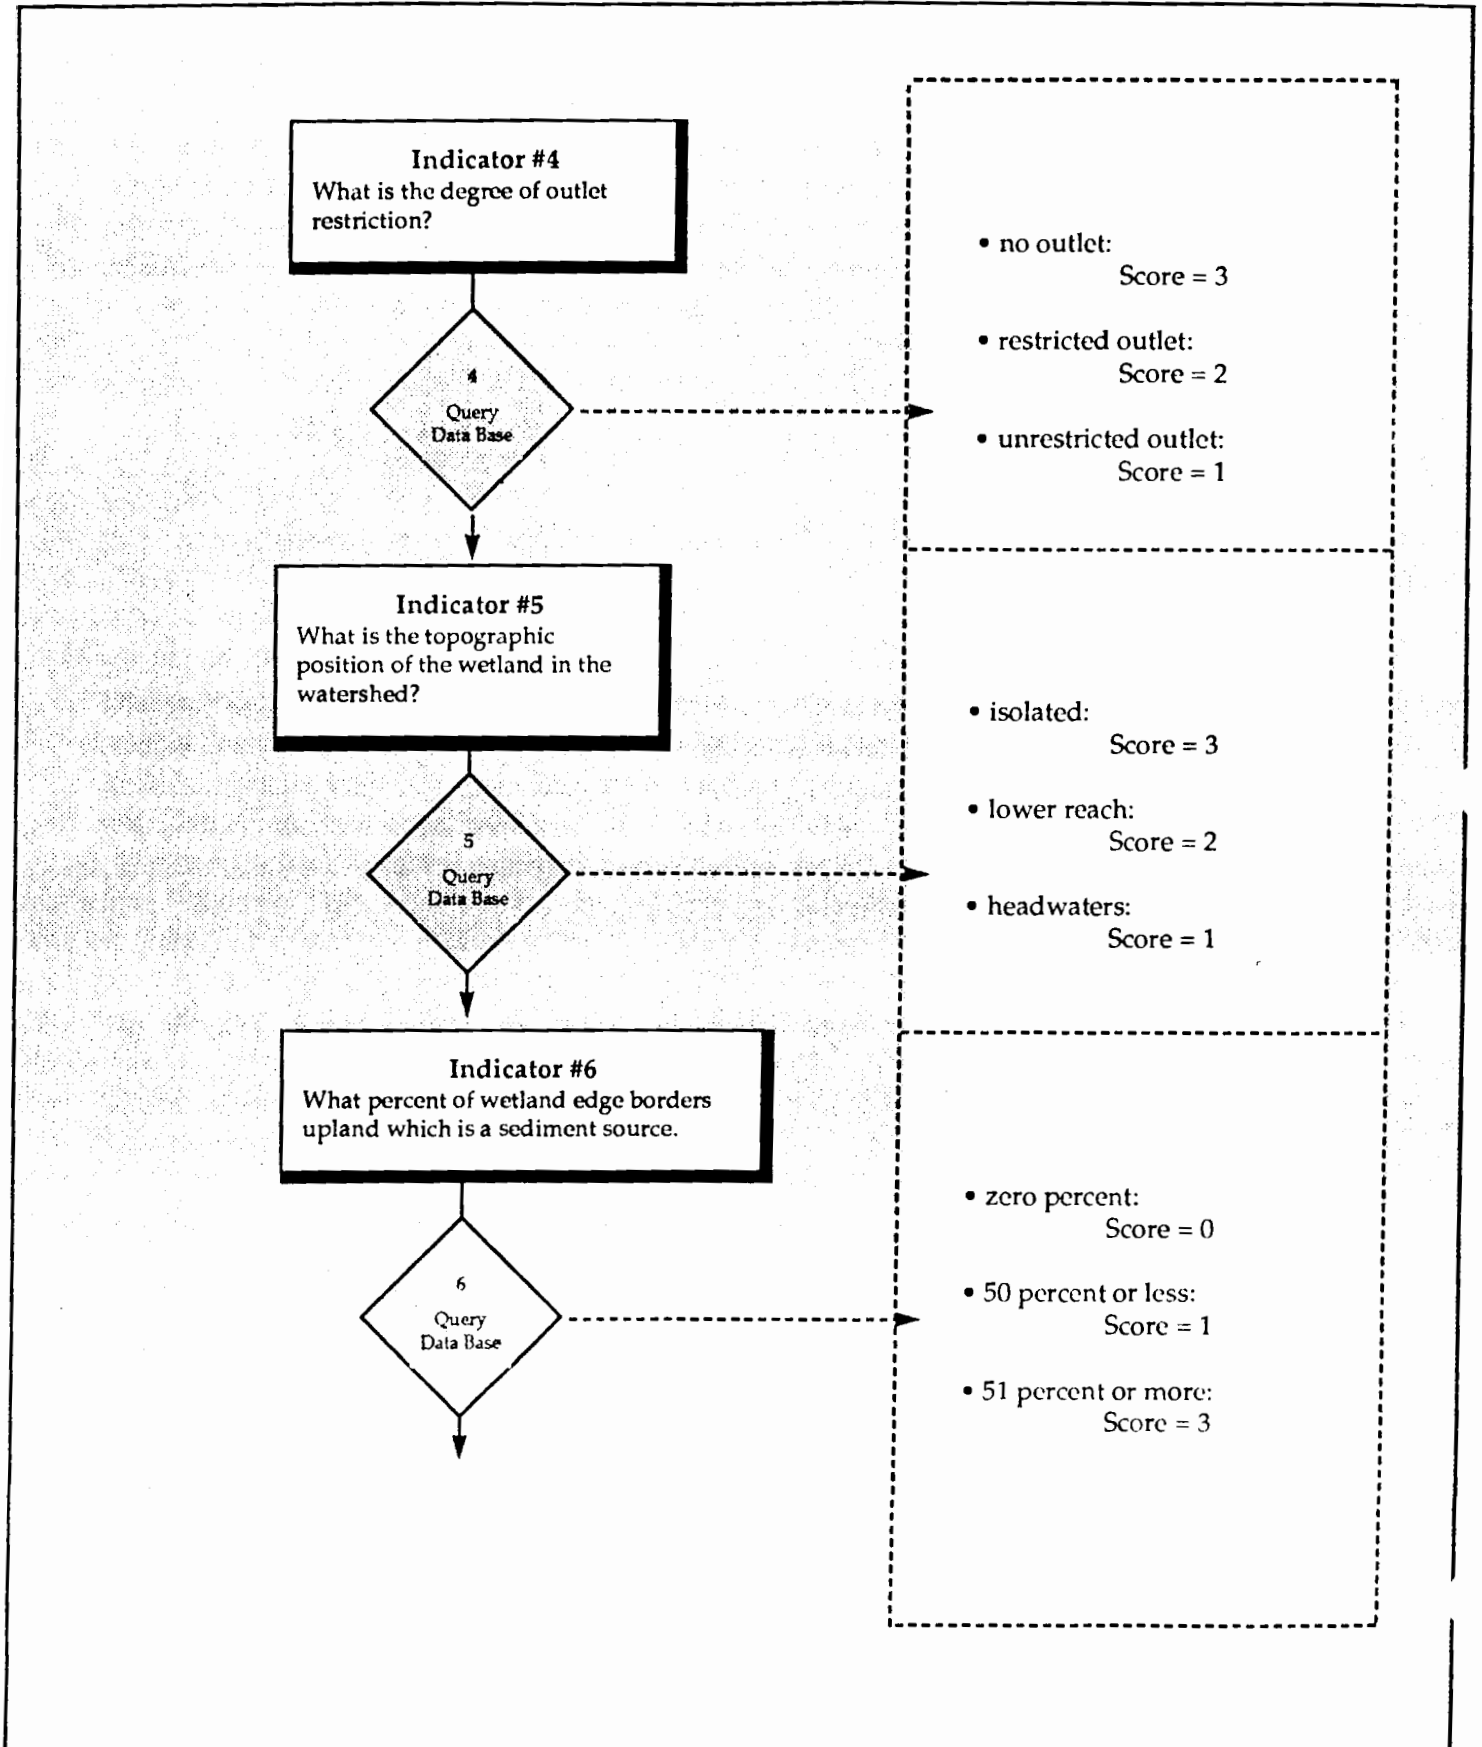 Indicator #4
What is the degree of outlet
restriction?
4
Query
Data Base
• no outlet:
Score = 3
• restricted outlet:
Score = 2
• unrestricted outlet:
Score = 1
Indicator #5
What is the topographic
position of the wetland in the
watershed?
5
Query
Data Base
• isolated:
Score = 3
• lower reach:
Score = 2
• headwaters:
Score = 1
Indicator #6
What percent of wetland edge borders
upland which is a sediment source.
6
Query
Data Base
• zero percent:
Score = 0
• 50 percent or less:
Score = 1
• 51 percent or more:
Score = 3